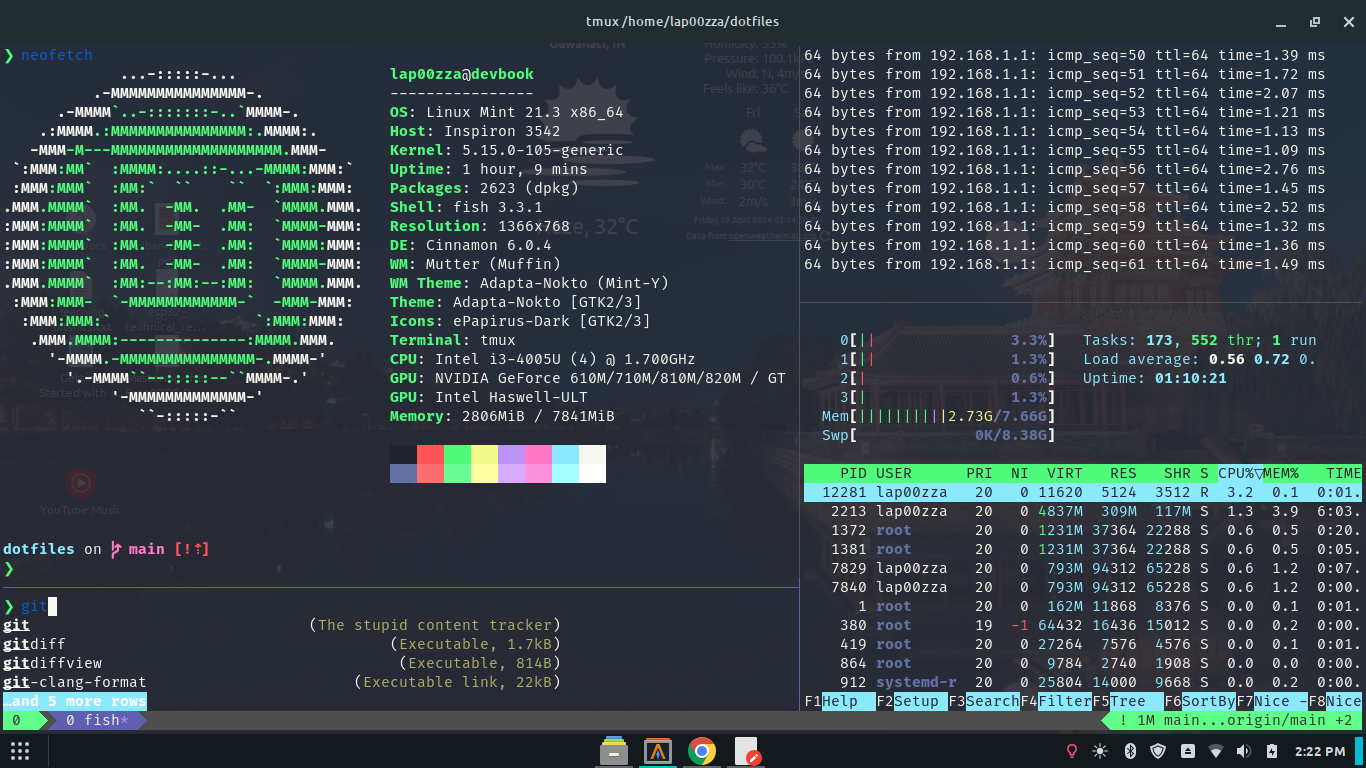 tmux /home/lap00zza/dotfiles
❯ neofetch
lap00zza@devbook
----------------
OS: Linux Mint 21.3 x86_64
Host: Inspiron 3542
Kernel: 5.15.0-105-generic
Uptime: 1 hour, 9 mins
Packages: 2623 (dpkg)
Shell: fish 3.3.1
Resolution: 1366x768
DE: Cinnamon 6.0.4
WM: Mutter (Muffin)
WM Theme: Adapta-Nokto (Mint-Y)
Theme: Adapta-Nokto [GTK2/3]
Icons: ePapirus-Dark [GTK2/3]
Terminal: tmux
CPU: Intel i3-4005U (4) @ 1.700GHz
GPU: NVIDIA GeForce 610M/710M/810M/820M / GT
GPU: Intel Haswell-ULT
Memory: 2806MiB / 7841MiB
YouTube Music
dotfiles on main [!⇡]
❯
❯ git
git (The stupid content tracker)
gitdiff (Executable, 1.7kB)
gitdiffview (Executable, 814B)
git-clang-format (Executable link, 22kB)
…and 5 more rows
64 bytes from 192.168.1.1: icmp_seq=50 ttl=64 time=1.39 ms
64 bytes from 192.168.1.1: icmp_seq=51 ttl=64 time=1.72 ms
64 bytes from 192.168.1.1: icmp_seq=52 ttl=64 time=2.07 ms
64 bytes from 192.168.1.1: icmp_seq=53 ttl=64 time=1.21 ms
64 bytes from 192.168.1.1: icmp_seq=54 ttl=64 time=1.13 ms
64 bytes from 192.168.1.1: icmp_seq=55 ttl=64 time=1.09 ms
64 bytes from 192.168.1.1: icmp_seq=56 ttl=64 time=2.76 ms
64 bytes from 192.168.1.1: icmp_seq=57 ttl=64 time=1.45 ms
64 bytes from 192.168.1.1: icmp_seq=58 ttl=64 time=2.52 ms
64 bytes from 192.168.1.1: icmp_seq=59 ttl=64 time=1.32 ms
64 bytes from 192.168.1.1: icmp_seq=60 ttl=64 time=1.36 ms
64 bytes from 192.168.1.1: icmp_seq=61 ttl=64 time=1.49 ms
0[|| 3.3%] Tasks: 173, 552 thr; 1 run
1[|| 1.3%] Load average: 0.56 0.72 0.
2[| 0.6%] Uptime: 01:10:21
3[| 1.3%]
Mem[||||||||||2.73G/7.66G]
Swp[ 0K/8.38G]
PID USER PRI NI VIRT RES SHR S CPU%▽MEM% TIME
12281 lap00zza 20 0 11620 5124 3512 R 3.2 0.1 0:01.
2213 lap00zza 20 0 4837M 309M 117M S 1.3 3.9 6:03.
1372 root 20 0 1231M 37364 22288 S 0.6 0.5 0:20.
1381 root 20 0 1231M 37364 22288 S 0.6 0.5 0:05.
7829 lap00zza 20 0 793M 94312 65228 S 0.6 1.2 0:07.
7840 lap00zza 20 0 793M 94312 65228 S 0.6 1.2 0:00.
1 root 20 0 162M 11868 8376 S 0.0 0.1 0:01.
380 root 19 -1 64432 16436 15012 S 0.0 0.2 0:00.
419 root 20 0 27264 7576 4576 S 0.0 0.1 0:01.
864 root 20 0 9784 2740 1908 S 0.0 0.0 0:00.
912 systemd-r 20 0 25804 14000 9668 S 0.0 0.2 0:00.
F1Help F2Setup F3SearchF4FilterF5Tree F6SortByF7Nice -F8Nice
0 0 fish*
! 1M main...origin/main +2
2:22 PM